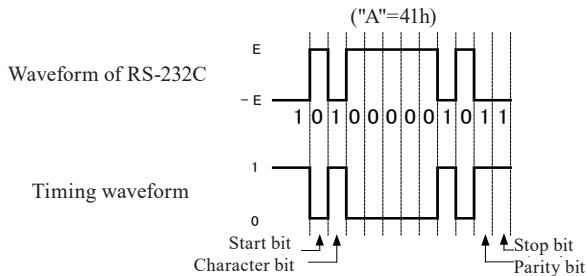 ("A"=41h)
E
Waveform of RS-232C
- E
1 0 1 0 0 0 0 0 1 0 1 1
1
Timing waveform
0
Start bit
Stop bit
Character bit
Parity bit